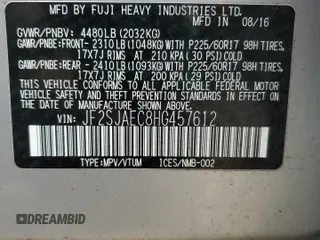 MFD BY FUJI HEAVY INDUSTRIES LTD.
MFD IN 08/16
GVWR/PNBV: 4480LB (2032KG)
GAWR/PNBE:FRONT- 2310LB (1048KG)WITH P225/60R17 98H TIRES,
17X7J RIMS AT 210 KPA (30 PSI) COLD
GAWR/PNBE:REAR - 2410LB (1093KG)WITH P225/60R17 98H TIRES,
17X7J RIMS AT 200 KPA (29 PSI) COLD
THIS VEHICLE CONFORMS TO ALL APPLICABLE U.S.
FEDERAL MOTOR VEHICLE SAFETY AND THEFT PREVENTION
STANDARDS IN EFFECT ON THE DATE OF MANUFACTURE
SHOWN ABOVE.
VIN: JF2SJAEC8HG457612
TYPE:MPV/VTUM ICES/NMB-002
DREAMBID